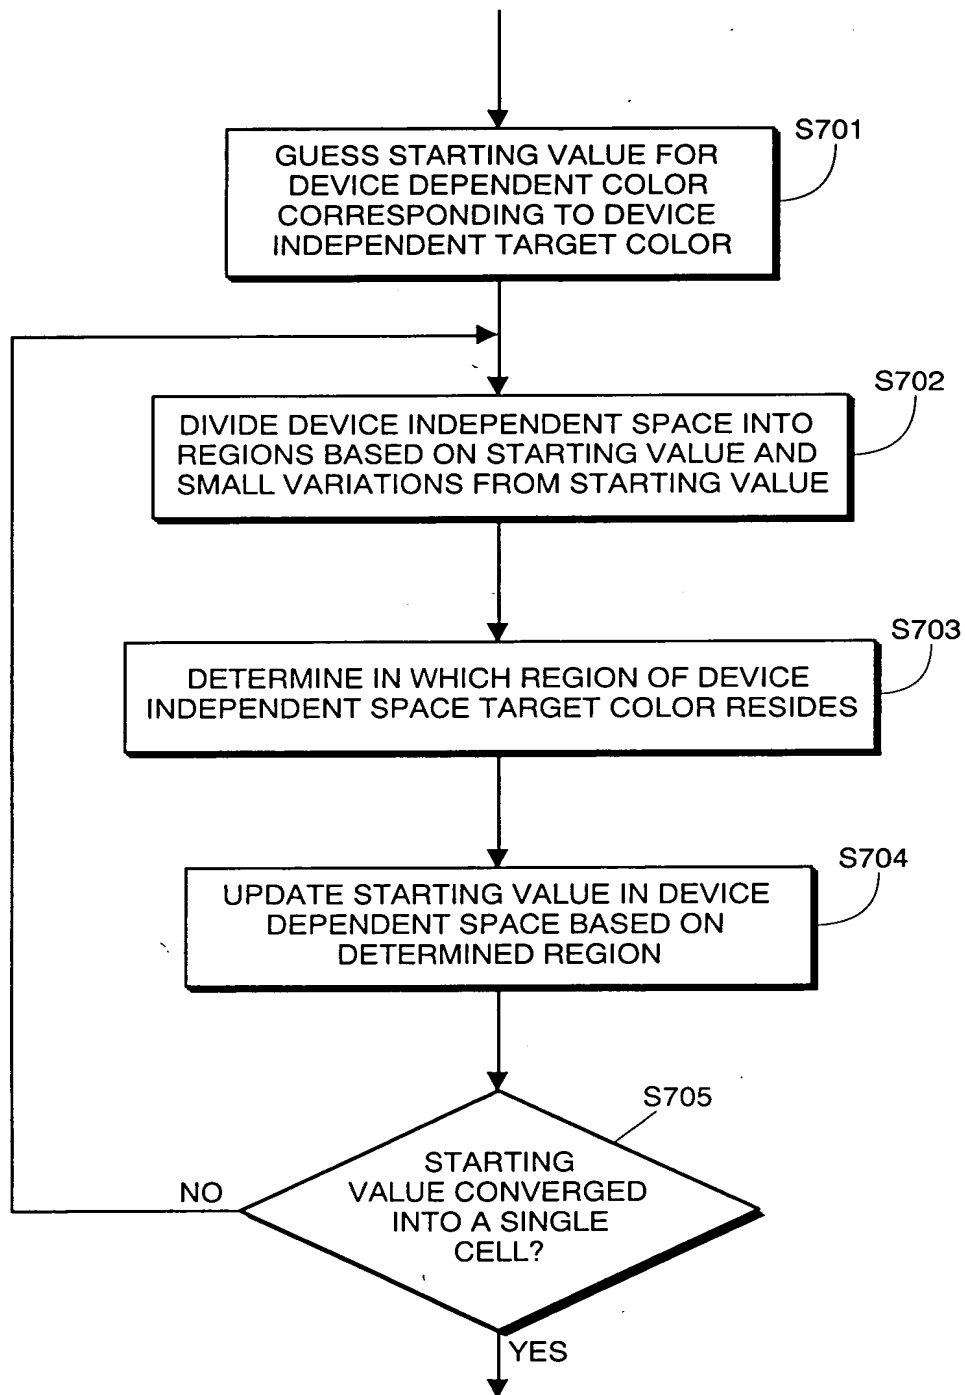 S701
GUESS STARTING VALUE FOR
DEVICE DEPENDENT COLOR
CORRESPONDING TO DEVICE
INDEPENDENT TARGET COLOR
S702
DIVIDE DEVICE INDEPENDENT SPACE INTO
REGIONS BASED ON STARTING VALUE AND
SMALL VARIATIONS FROM STARTING VALUE
S703
DETERMINE IN WHICH REGION OF DEVICE
INDEPENDENT SPACE TARGET COLOR RESIDES
S704
UPDATE STARTING VALUE IN DEVICE
DEPENDENT SPACE BASED ON
DETERMINED REGION
S705
STARTING
VALUE CONVERGED
INTO A SINGLE
CELL?
NO
YES